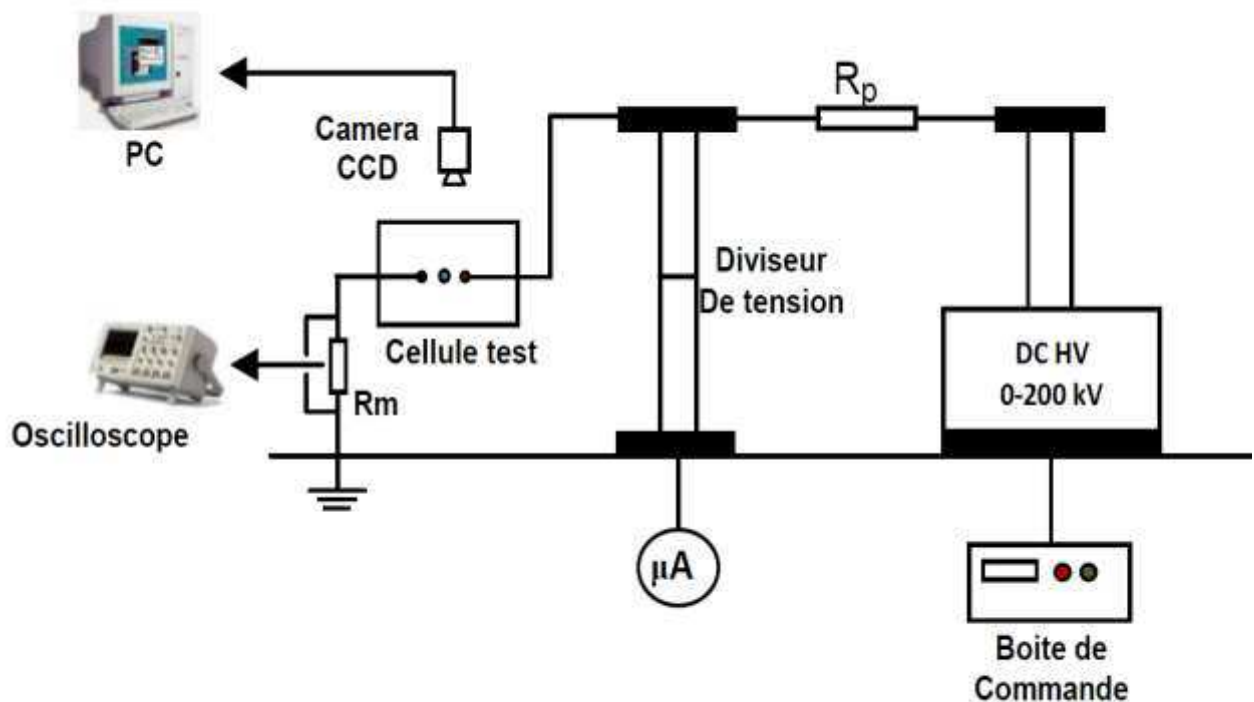 PC
Camera
CCD
Rp
Diviseur
De tension
Cellule test
DC HV
0-200 kV
Rm
Oscilloscope
μA
Boite de
Commande